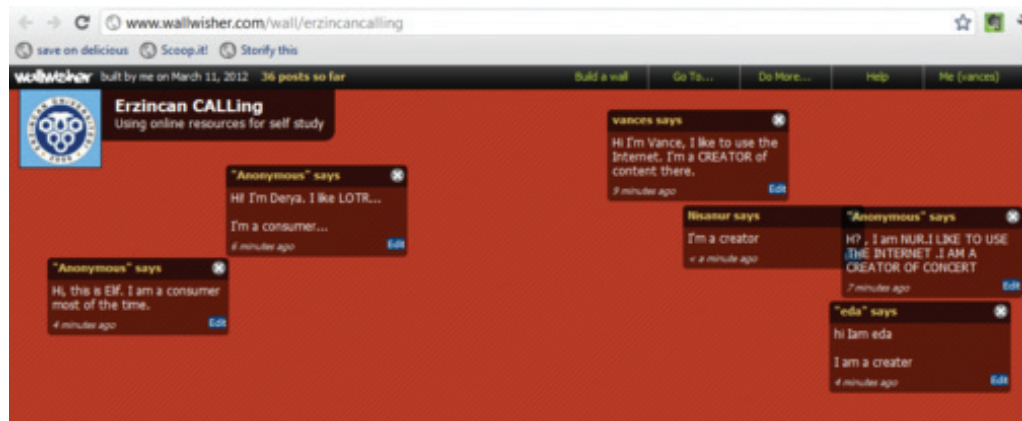 www.wallwisher.com/wall/erzincancalling
save on delicious Scoop.it! Storify this
wallwisher built by me on March 11, 2012 36 posts so far Build a wall Go To... Do More... Help Me (vances)
Erzincan CALLing
Using online resources for self study
vances says
Hi I'm Vance, I like to use the
Internet. I'm a CREATOR of
content there.
9 minutes ago Edit
"Anonymous" says
Hi! I'm Derya. I like LOTR...
I'm a consumer...
6 minutes ago Edit
Nisanur says
I'm a creator
< a minute ago
"Anonymous" says
H? , I am NUR.I LIKE TO USE
THE INTERNET .I AM A
CREATOR OF CONCERT
7 minutes ago Edit
"Anonymous" says
Hi, this is Elf. I am a consumer
most of the time.
4 minutes ago Edit
"eda" says
hi Iam eda
I am a creater
4 minutes ago Edit